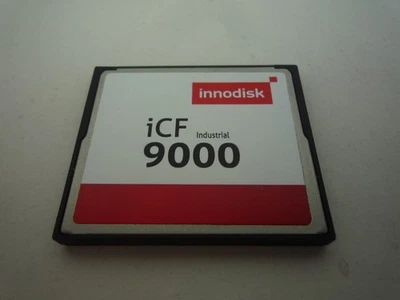 innodisk
iCF Industrial
9000